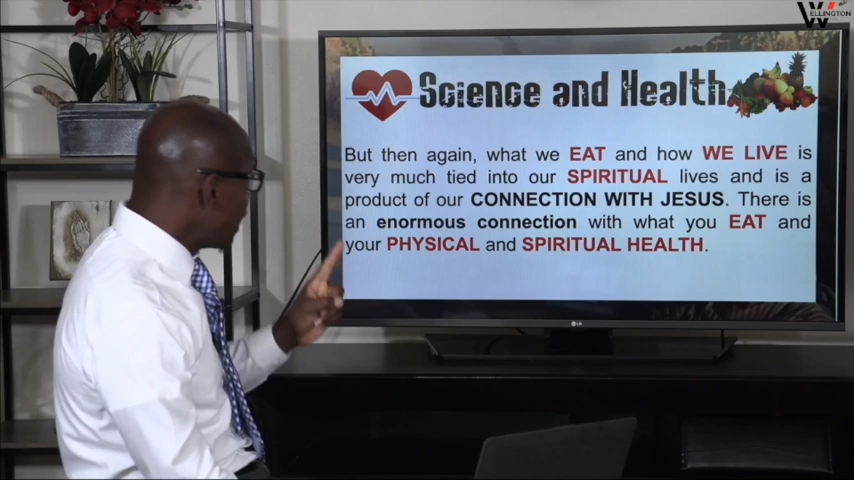 WELLINGTON
Science and Health
But then again, what we EAT and how WE LIVE is
very much tied into our SPIRITUAL lives and is a
product of our CONNECTION WITH JESUS. There is
an enormous connection with what you EAT and
your PHYSICAL and SPIRITUAL HEALTH.
LG